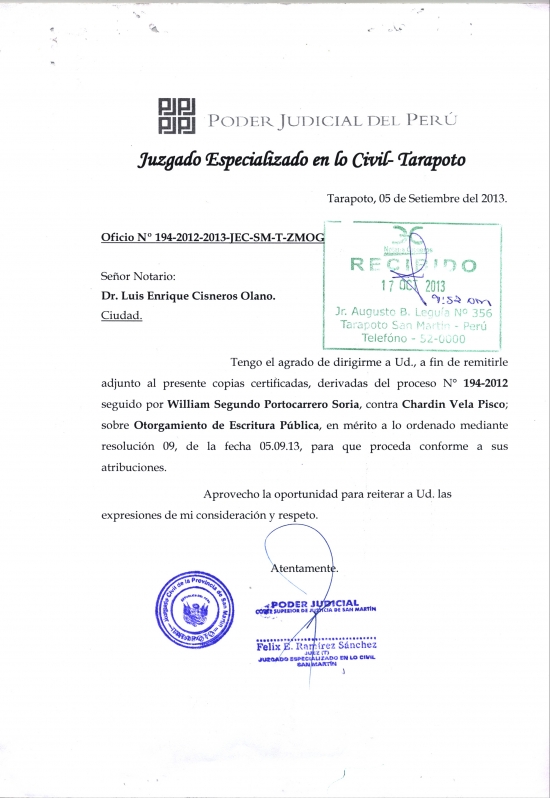 PODER JUDICIAL DEL PERÚ
Juzgado Especializado en lo Civil- Tarapoto
Tarapoto, 05 de Setiembre del 2013.
Oficio N° 194-2012-2013-JEC-SM-T-ZMOG
RECIBIDO
17 OCT 2013
9:52 am
Jr. Augusto B. Leguía Nº 356
Tarapoto San Martín - Perú
Telefóno - 52-0000
Señor Notario:
Dr. Luis Enrique Cisneros Olano.
Ciudad.
Tengo el agrado de dirigirme a Ud., a fin de remitirle
adjunto al presente copias certificadas, derivadas del proceso N° 194-2012
seguido por William Segundo Portocarrero Soria, contra Chardin Vela Pisco;
sobre Otorgamiento de Escritura Pública, en mérito a lo ordenado mediante
resolución 09, de la fecha 05.09.13, para que proceda conforme a sus
atribuciones.
Aprovecho la oportunidad para reiterar a Ud. las
expresiones de mi consideración y respeto.
Atentamente.
Juzgado Civil de la Provincia de San Martín
PODER JUDICIAL
CORTE SUPERIOR DE JUSTICIA DE SAN MARTÍN
Felix E. Ramírez Sánchez
JUEZ (T)
JUZGADO ESPECIALIZADO EN LO CIVIL
SAN MARTÍN